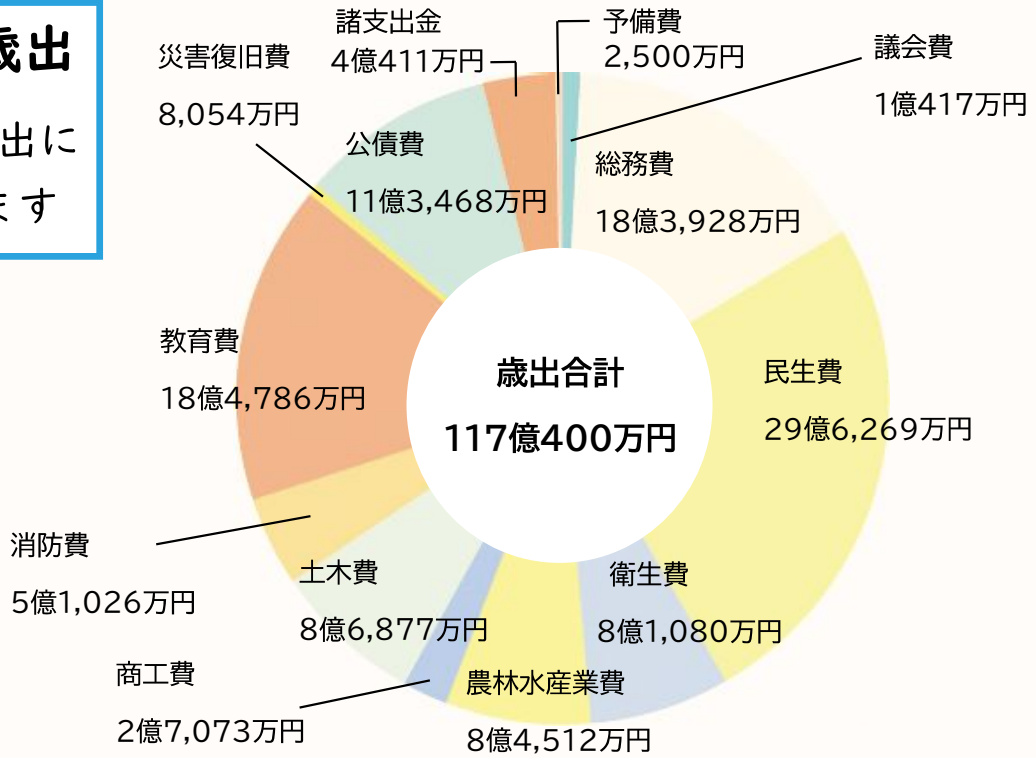 歳出
出に
ます
諸支出金
4億411万円
予備費
2,500万円
議会費
1億417万円
災害復旧費
8,054万円
公債費
11億3,468万円
総務費
18億3,928万円
教育費
18億4,786万円
歳出合計
117億400万円
民生費
29億6,269万円
消防費
5億1,026万円
土木費
8億6,877万円
衛生費
8億1,080万円
商工費
2億7,073万円
農林水産業費
8億4,512万円